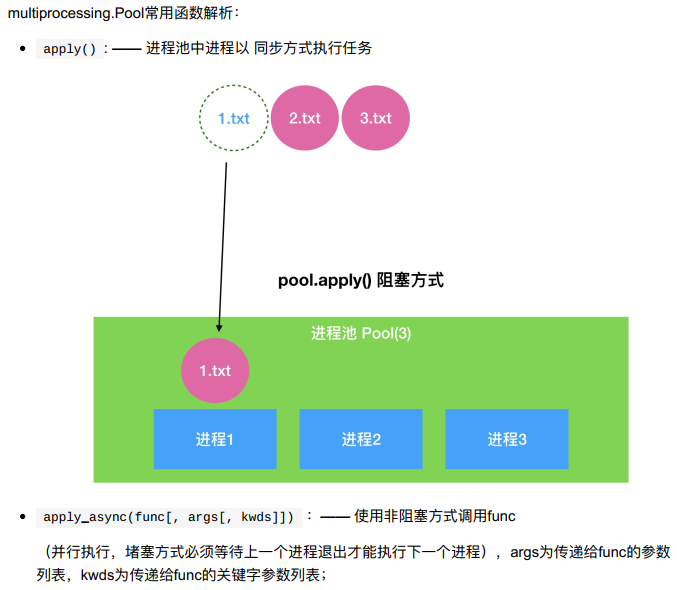 multiprocessing.Pool常用函数解析：
apply()：—— 进程池中进程以 同步方式执行任务
1.txt 2.txt 3.txt
pool.apply() 阻塞方式
进程池 Pool(3)
1.txt
进程1 进程2 进程3
apply_async(func[, args[, kwds]]) ： —— 使用非阻塞方式调用func
（并行执行，堵塞方式必须等待上一个进程退出才能执行下一个进程），args为传递给func的参数
列表，kwds为传递给func的关键字参数列表；